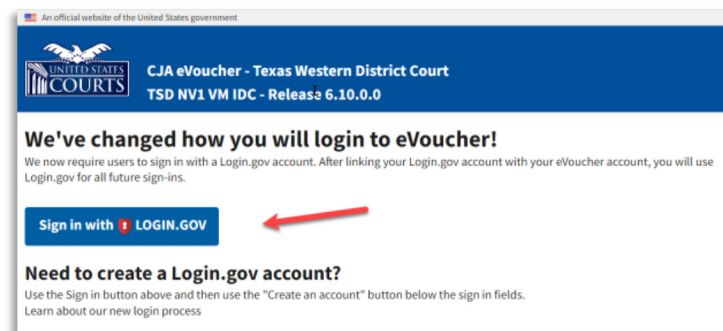 An official website of the United States government
UNITED STATES
COURTS
CJA eVoucher - Texas Western District Court
TSD NV1 VM IDC - Release 6.10.0.0
We've changed how you will login to eVoucher!
We now require users to sign in with a Login.gov account. After linking your Login.gov account with your eVoucher account, you will use
Login.gov for all future sign-ins.
Sign in with LOGIN.GOV
Need to create a Login.gov account?
Use the Sign in button above and then use the "Create an account" button below the sign in fields.
Learn about our new login process